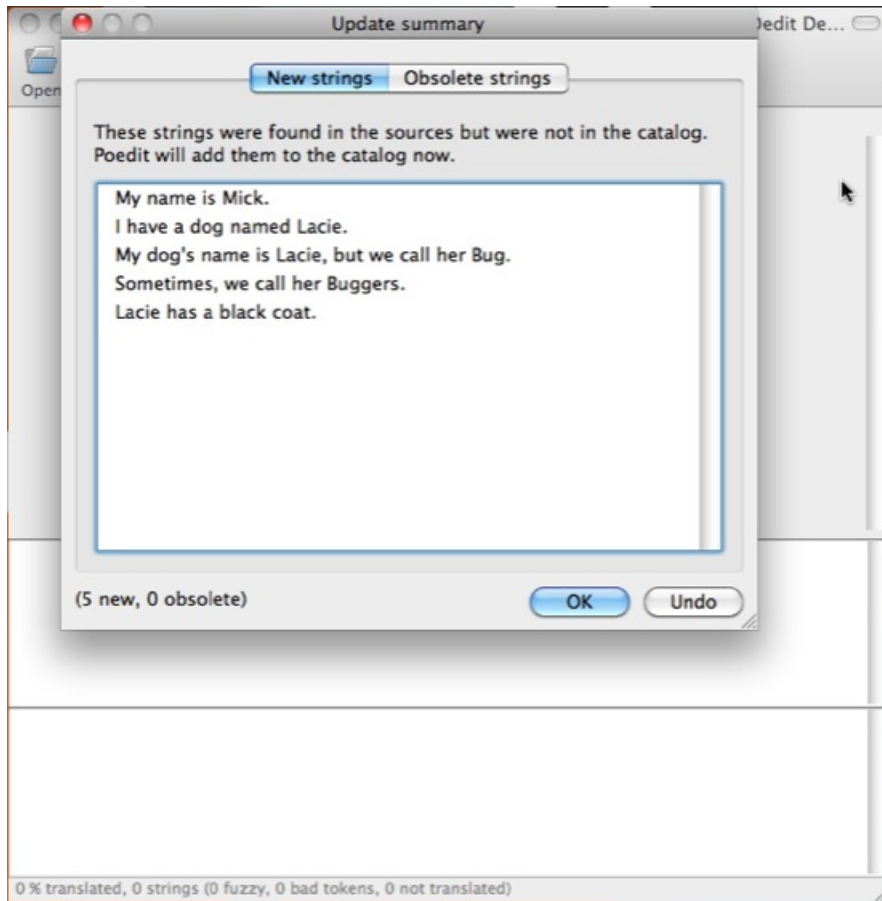 Update summary
edit De...
Open
New strings
Obsolete strings
These strings were found in the sources but were not in the catalog.
Poedit will add them to the catalog now.
My name is Mick.
I have a dog named Lacie.
My dog's name is Lacie, but we call her Bug.
Sometimes, we call her Buggers.
Lacie has a black coat.
(5 new, 0 obsolete)
OK
Undo
0 % translated, 0 strings (0 fuzzy, 0 bad tokens, 0 not translated)